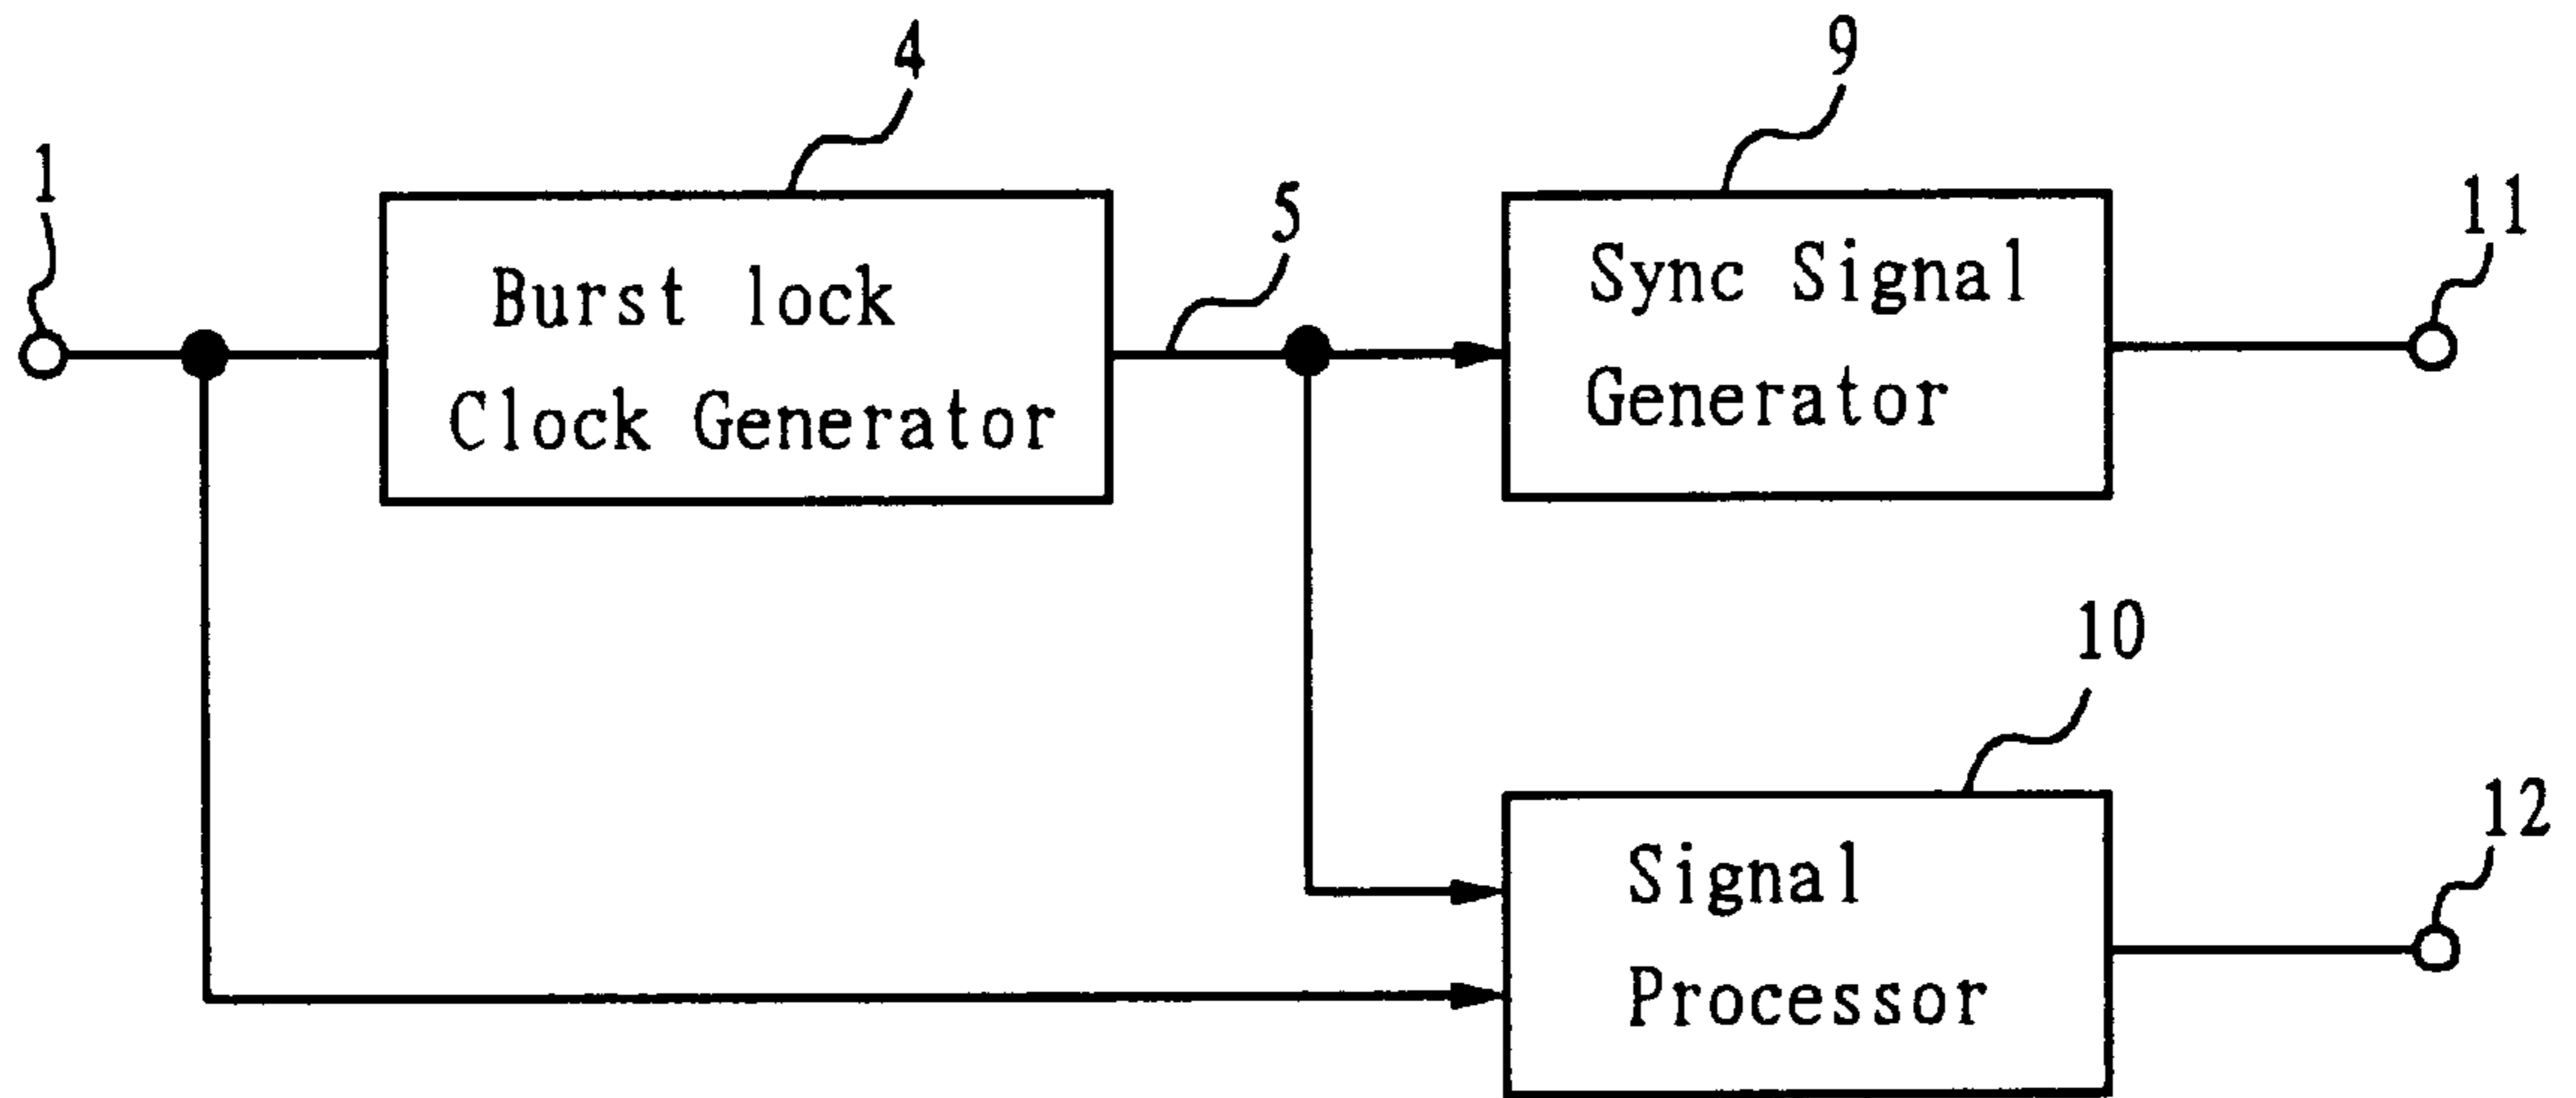 4
9
1
5
11
Burst lock
Clock Generator
Sync Signal
Generator
10
12
Signal
Processor